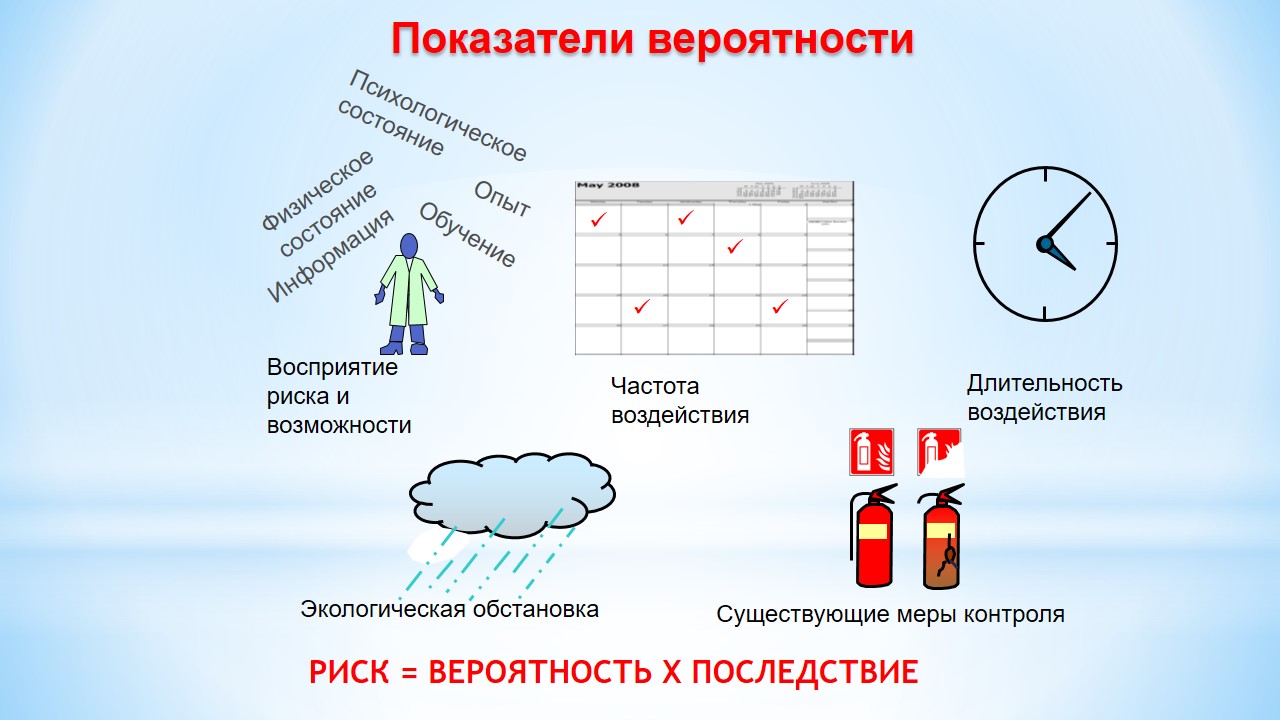 Показатели вероятности
Психологическое
состояние
Физическое
состояние
Информация
Опыт
Обучение
May 2008
Восприятие
риска и
возможности
Частота
воздействия
Длительность
воздействия
Экологическая обстановка
Существующие меры контроля
РИСК = ВЕРОЯТНОСТЬ Х ПОСЛЕДСТВИЕ